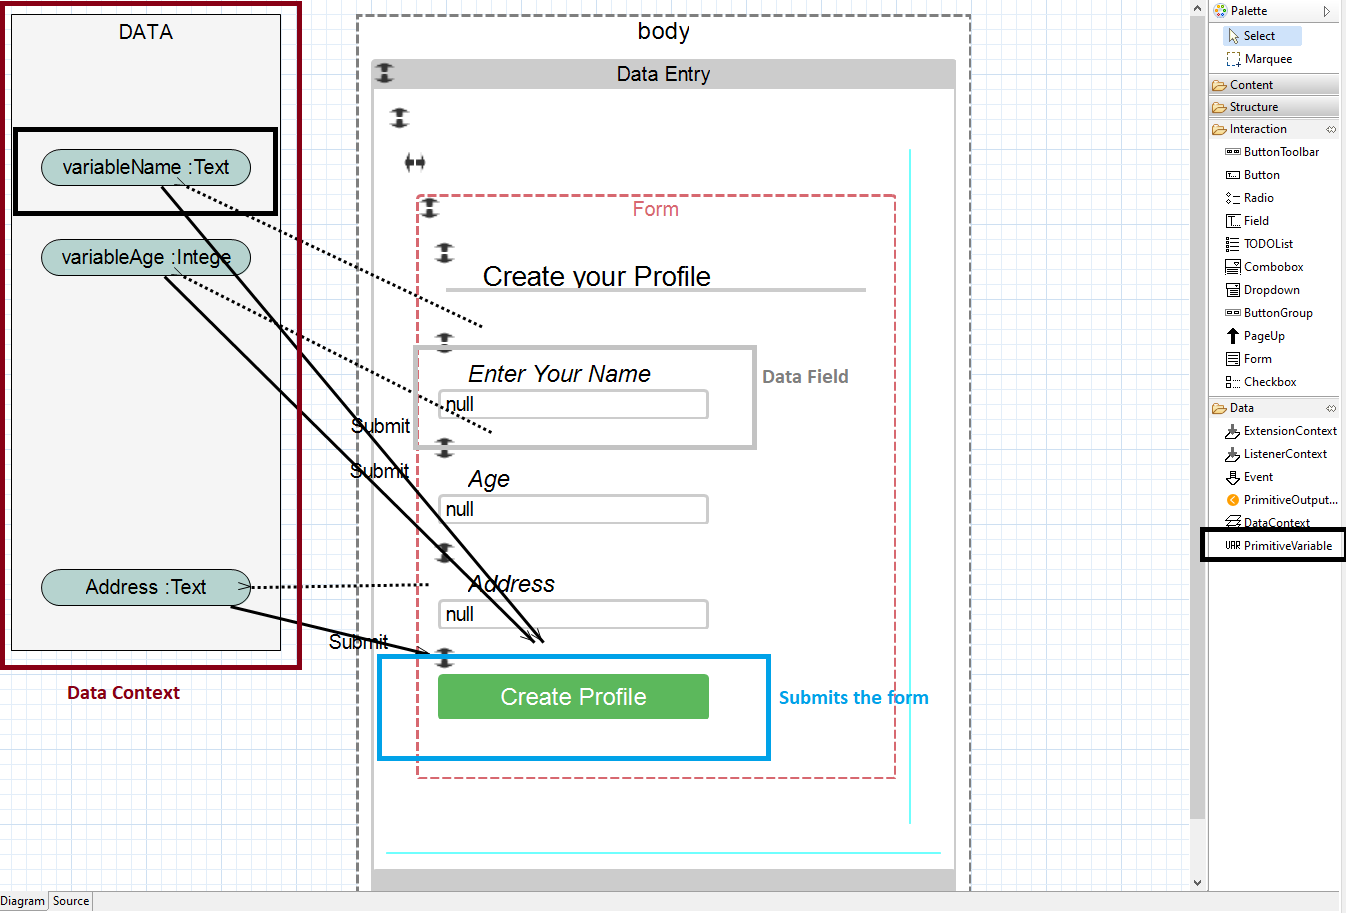 DATA
variableName :Text
variableAge :Intege
Address :Text
Data Context
body
Data Entry
Form
Create your Profile
Enter Your Name
null
Data Field
Submit
Submit
Age
null
Address
null
Submit
Create Profile
Submits the form
Palette
Select
Marquee
Content
Structure
Interaction
ButtonToolbar
Button
Radio
Field
TODOList
Combobox
Dropdown
ButtonGroup
PageUp
Form
Checkbox
Data
ExtensionContext
ListenerContext
Event
PrimitiveOutput...
DataContext
VAR PrimitiveVariable
Diagram
Source